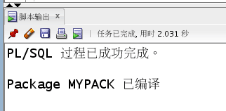 脚本输出 ×
任务已完成, 用时 2.031 秒
PL/SQL 过程已成功完成。
Package MYPACK 已编译